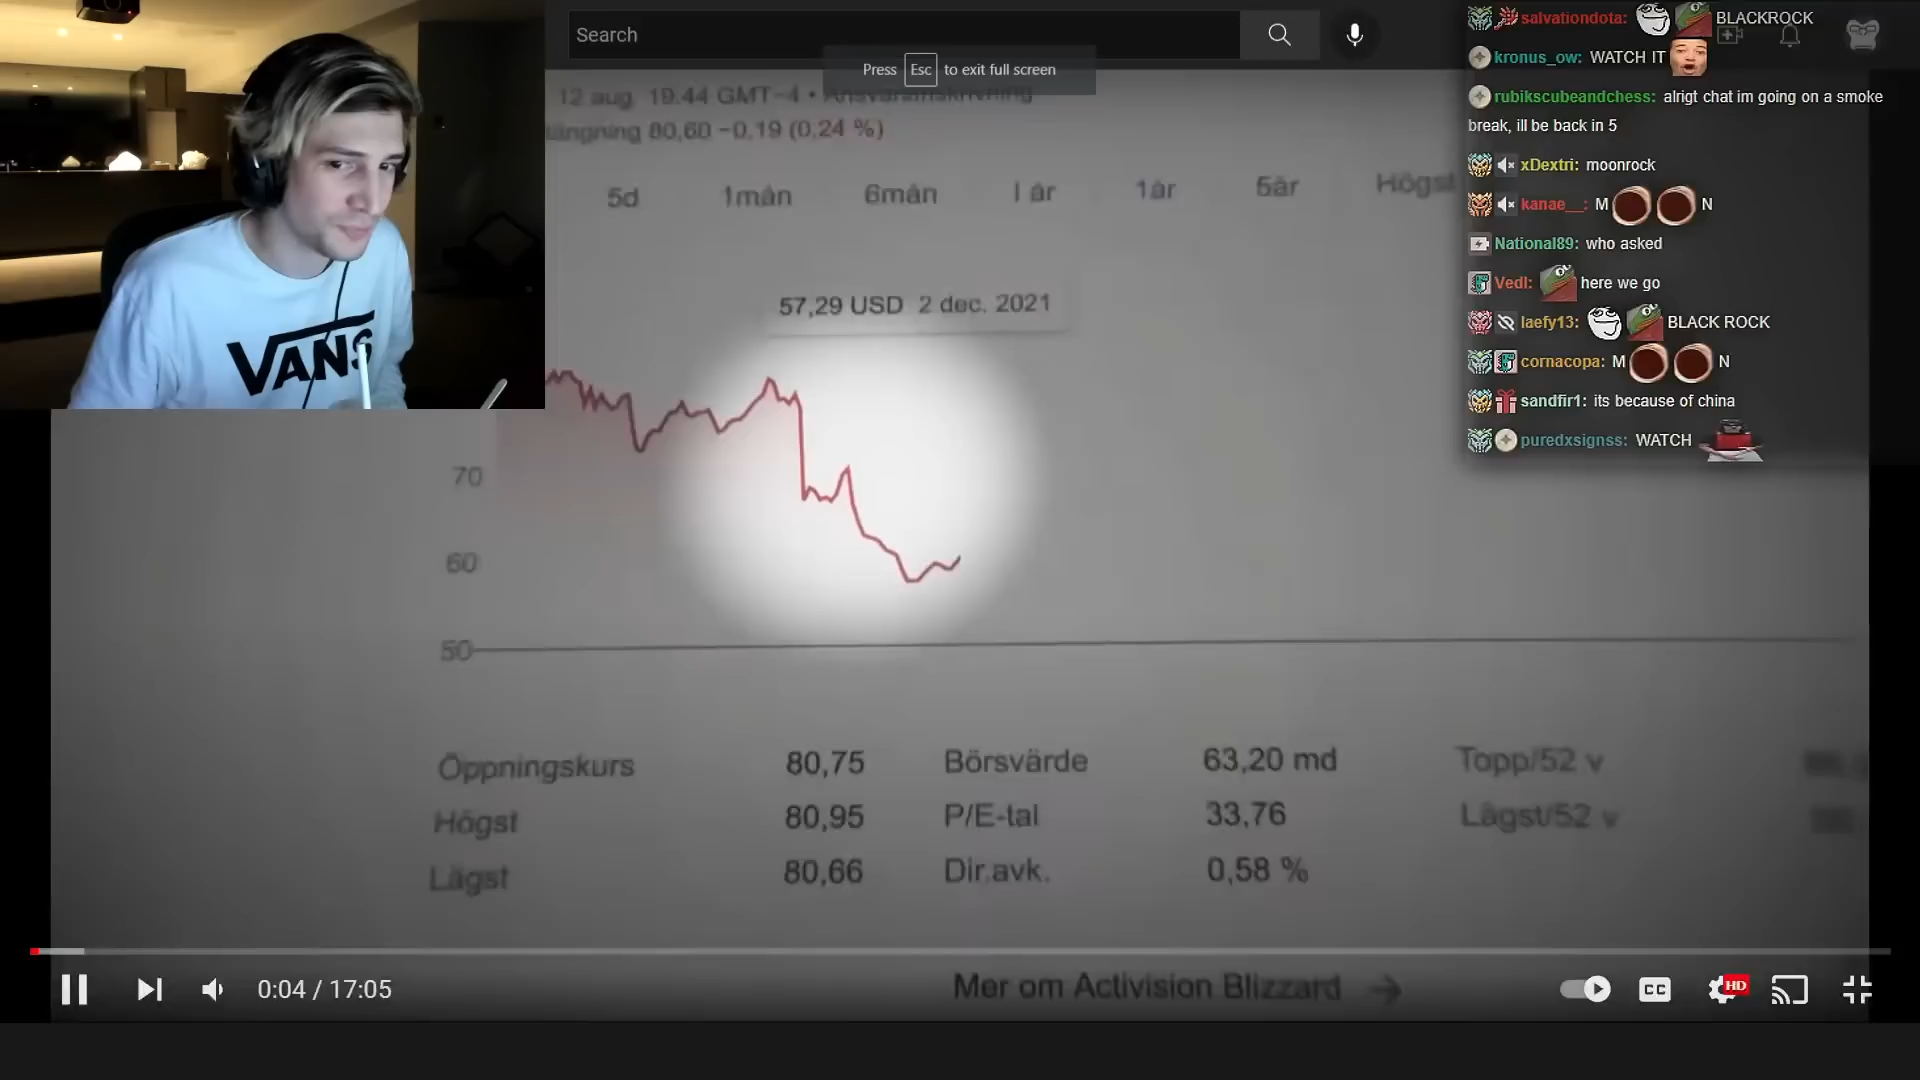 Search
Press Esc to exit full screen
12 aug. 19:44 GMT-4 • Ansvarsfriskrivning
tängning 80,60 −0,19 (0,24 %)
5d 1mån 6mån I år 1år 5år Högst
57,29 USD 2 dec. 2021
70
60
50
Öppningskurs 80,75 Börsvärde 63,20 md Topp/52 v
Högst 80,95 P/E-tal 33,76 Lägst/52 v
Lägst 80,66 Dir.avk. 0,58 %
Mer om Activision Blizzard
0:04 / 17:05
CC
HD
VANS
salvationdota: BLACKROCK
kronus_ow: WATCH IT
rubikscubeandchess: alrigt chat im going on a smoke
break, ill be back in 5
xDextri: moonrock
kanae__: M N
National89: who asked
Vedl: here we go
laefy13: BLACK ROCK
cornacopa: M N
sandfir1: its because of china
puredxsignss: WATCH